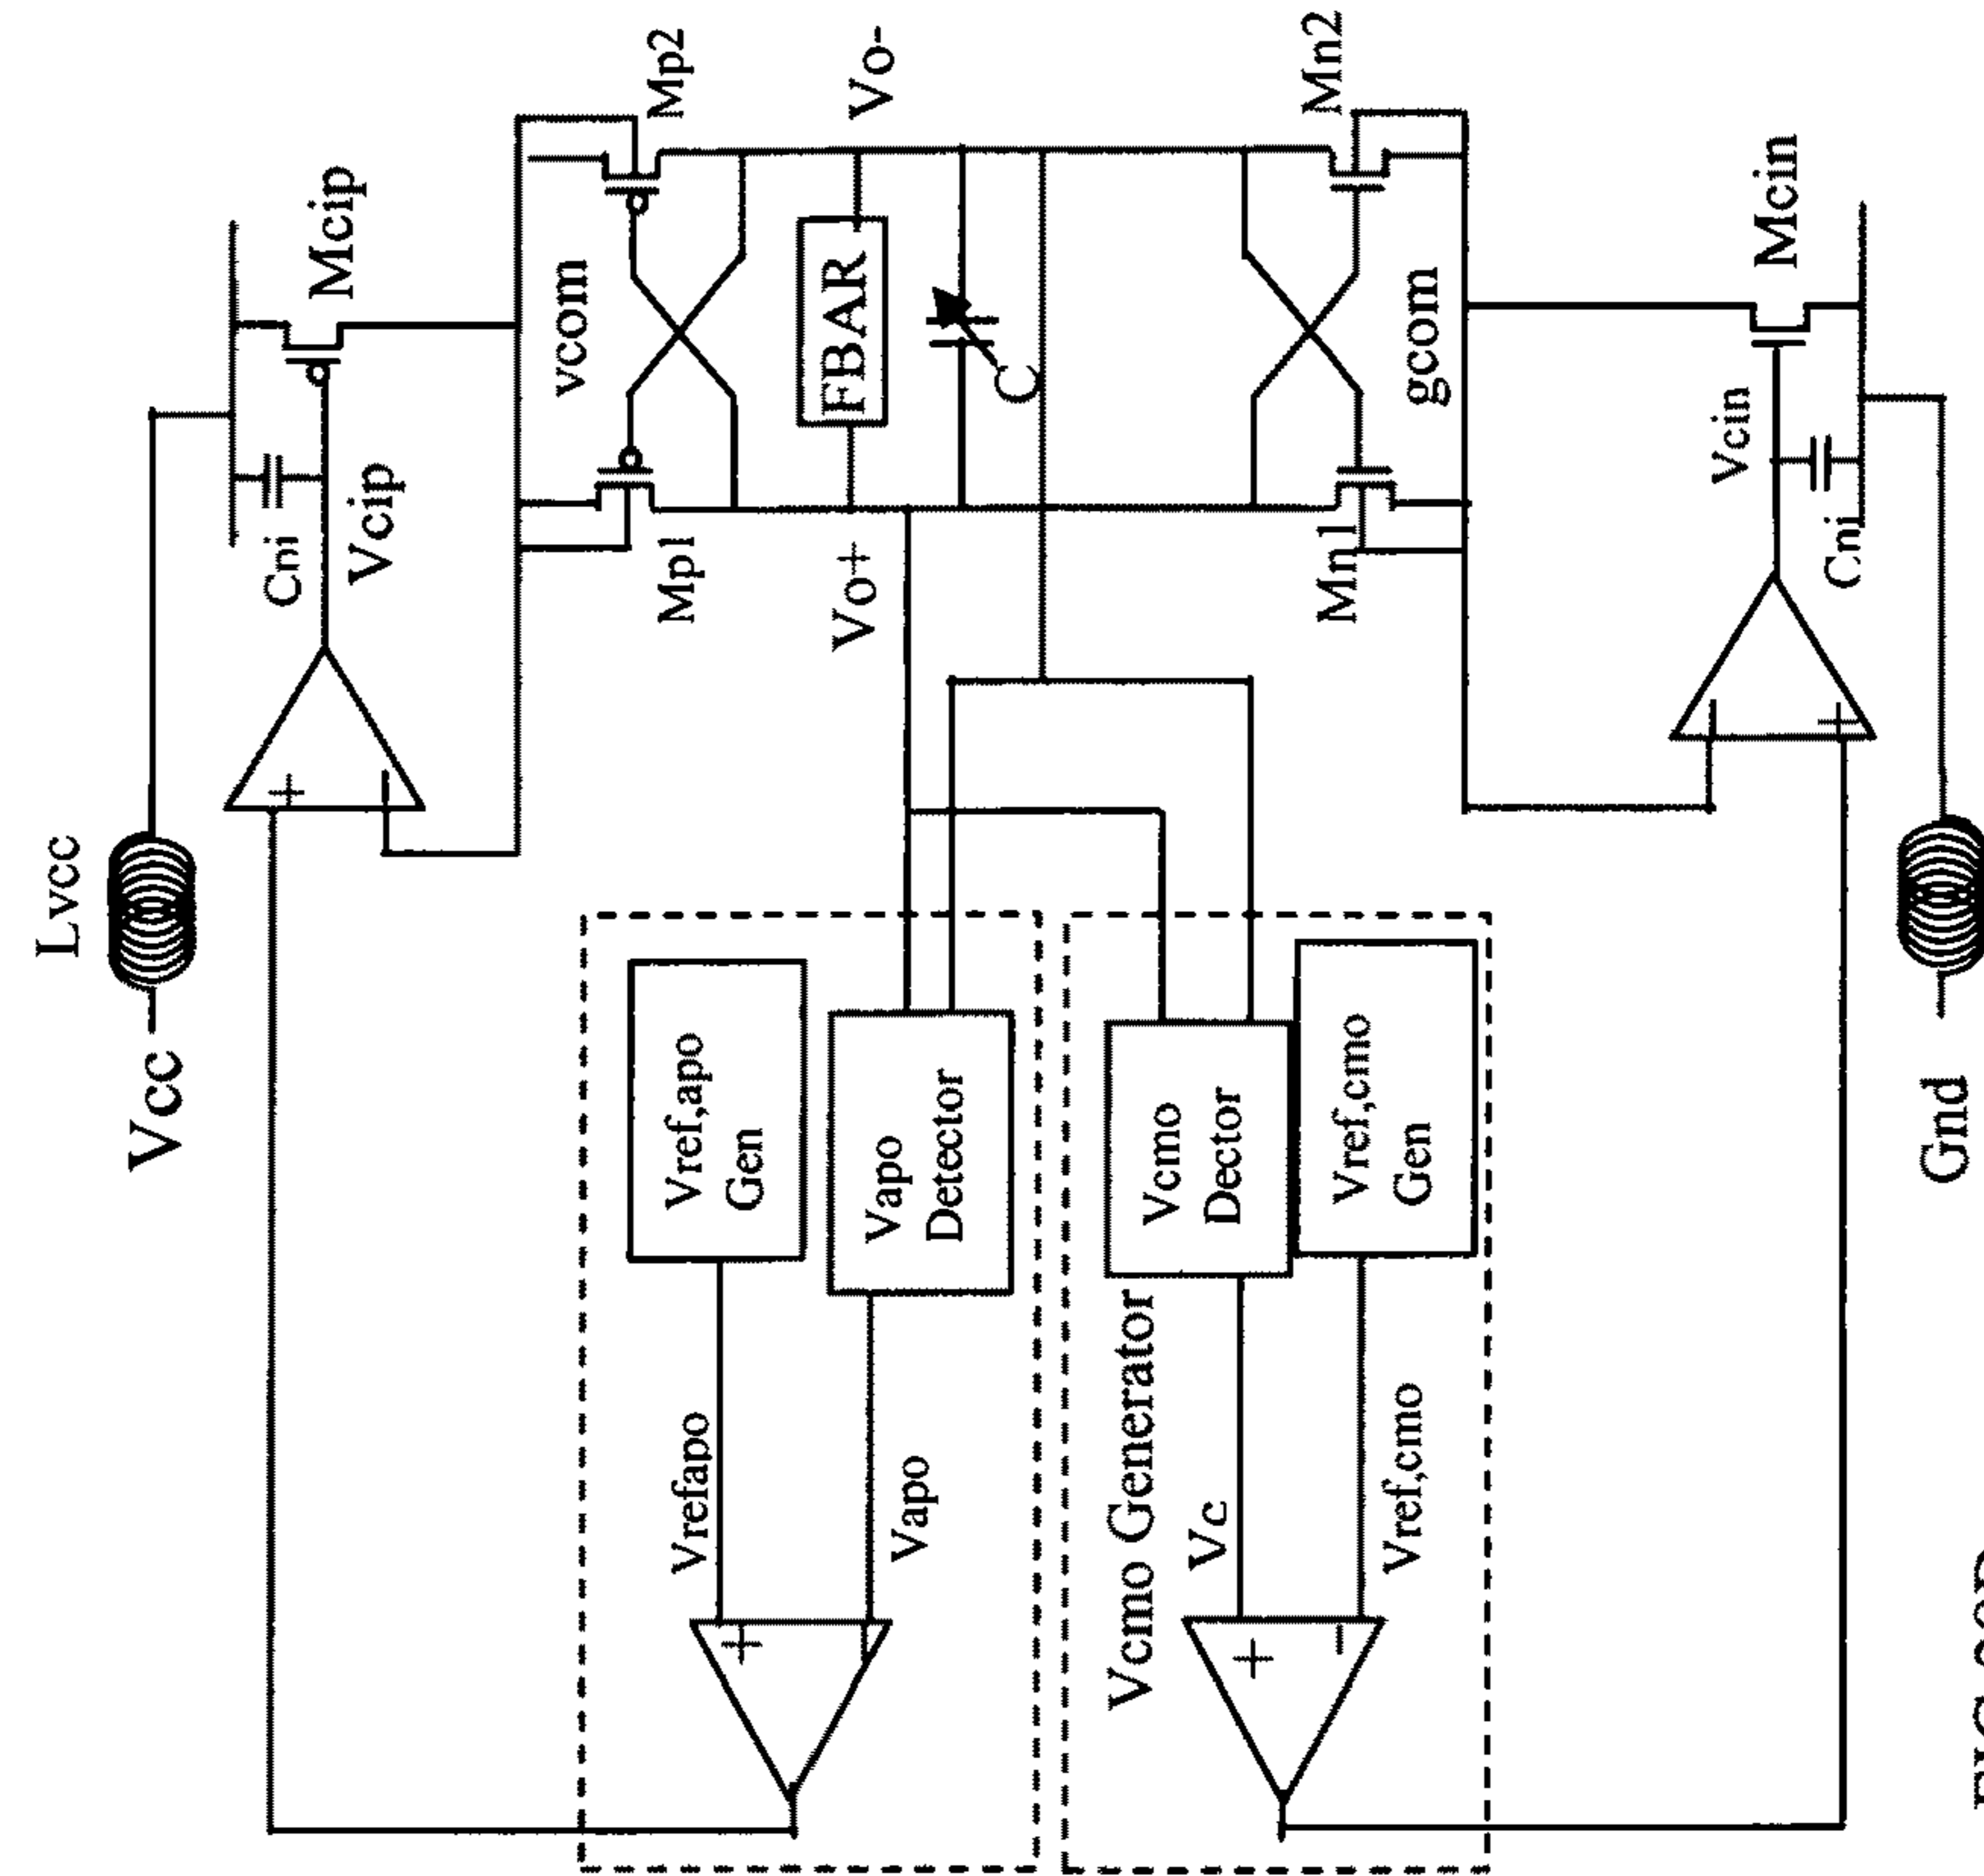 Lvcc
Vcc
Cni
Vcip
Mcip
vcom
Mp1
Mp2
Vo+
Vo-
FBAR
C
Mn1
Mn2
gcom
Vcin
Mcin
Cni
+
−
Vref,apo
Gen
Vapo
Detector
Vrefapo
Vapo
+
−
Vcmo
Dector
Vref,cmo
Gen
Vcmo Generator
Vc
Vref,cmo
+
−
−
+
Gnd